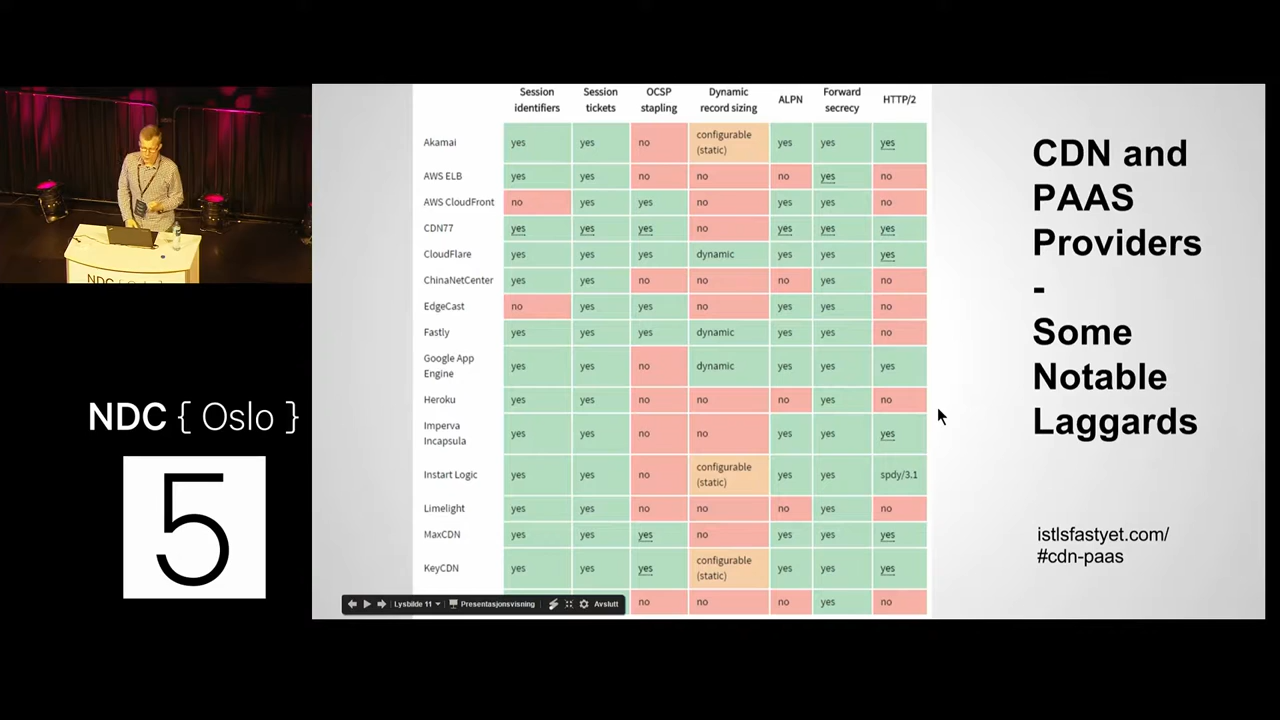 Session identifiers Session tickets OCSP stapling Dynamic record sizing ALPN Forward secrecy HTTP/2
Akamai yes yes no configurable (static) yes yes yes
AWS ELB yes yes no no no yes no
AWS CloudFront no yes yes no yes yes no
CDN77 yes yes yes no yes yes yes
CloudFlare yes yes yes dynamic yes yes yes
ChinaNetCenter yes yes no no no yes no
EdgeCast no yes yes no yes yes no
Fastly yes yes yes dynamic yes yes no
Google App Engine yes yes no dynamic yes yes yes
Heroku yes yes no no no yes no
Imperva Incapsula yes yes no no yes yes yes
Instart Logic yes yes no configurable (static) yes yes spdy/3.1
Limelight yes yes no no no yes no
MaxCDN yes yes yes no yes yes yes
KeyCDN yes yes yes configurable (static) yes yes yes
no no no yes no
Lysbilde 11 Presentasjonsvisning Avslutt
CDN and
PAAS
Providers
-
Some
Notable
Laggards
istlsfastyet.com/
#cdn-paas
NDC { Oslo }
NDC { Oslo }
5